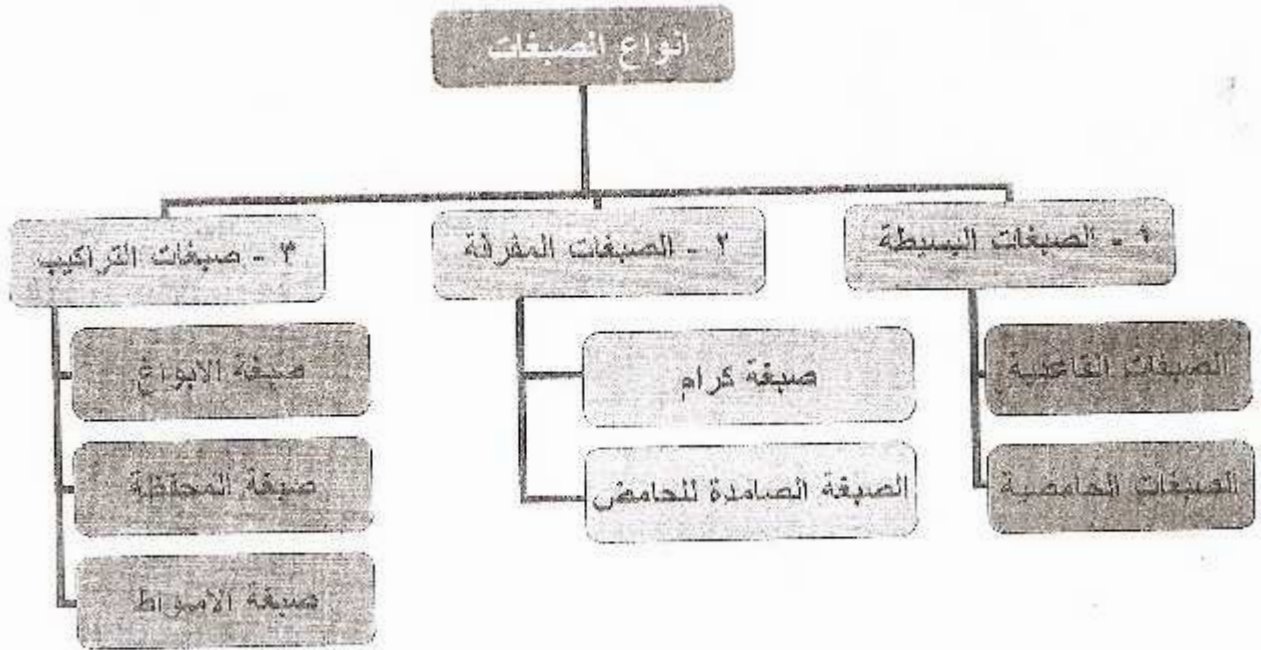 انواع الصبغات
١ - الصبغات البسيطة
الصبغات القاعدية
الصبغات الحامضية
٢ - الصبغات المفرقة
صبغة كرام
الصبغة الصامدة للحامض
٣ - صبغات التراكيب
صبغة الابواغ
صبغة المحفظة
صبغة الاسواط